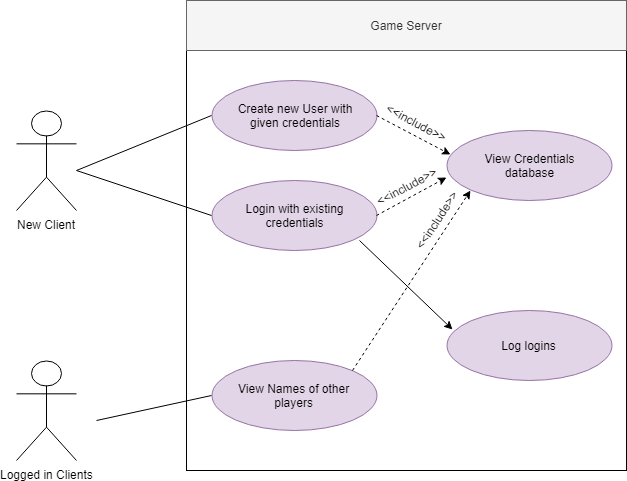 Game Server
Create new User with
given credentials
<<include>>
View Credentials
database
New Client
Login with existing
credentials
<<include>>
<<include>>
Log logins
View Names of other
players
Logged in Clients